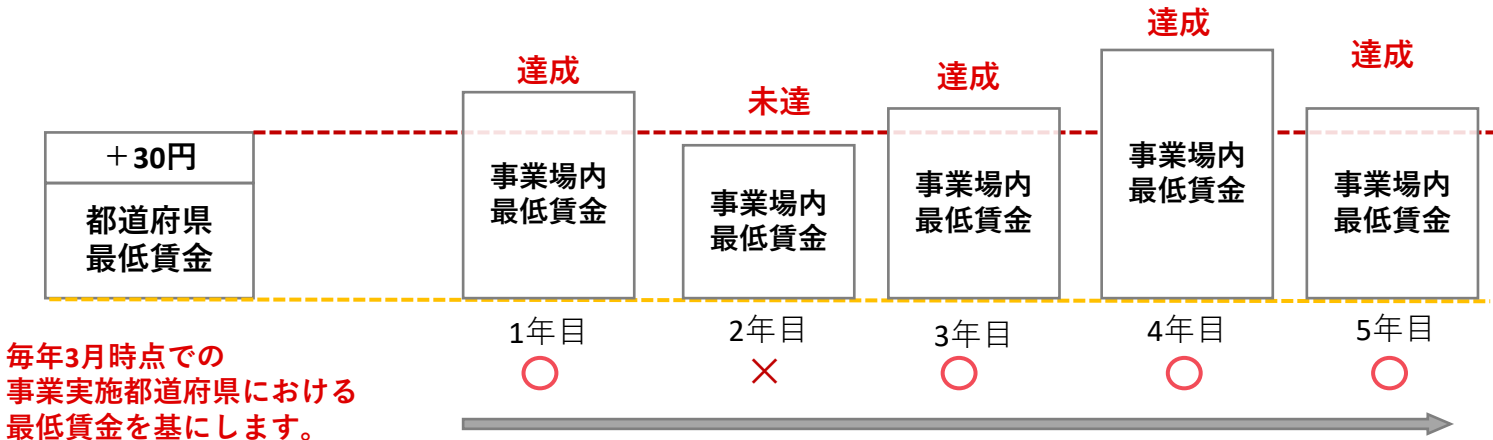 達成
達成
達成
達成
未達
+30円
都道府県
最低賃金
事業場内
最低賃金
事業場内
最低賃金
事業場内
最低賃金
事業場内
最低賃金
事業場内
最低賃金
1年目
2年目
3年目
4年目
5年目
○
×
○
○
○
毎年3月時点での
事業実施都道府県における
最低賃金を基にします。